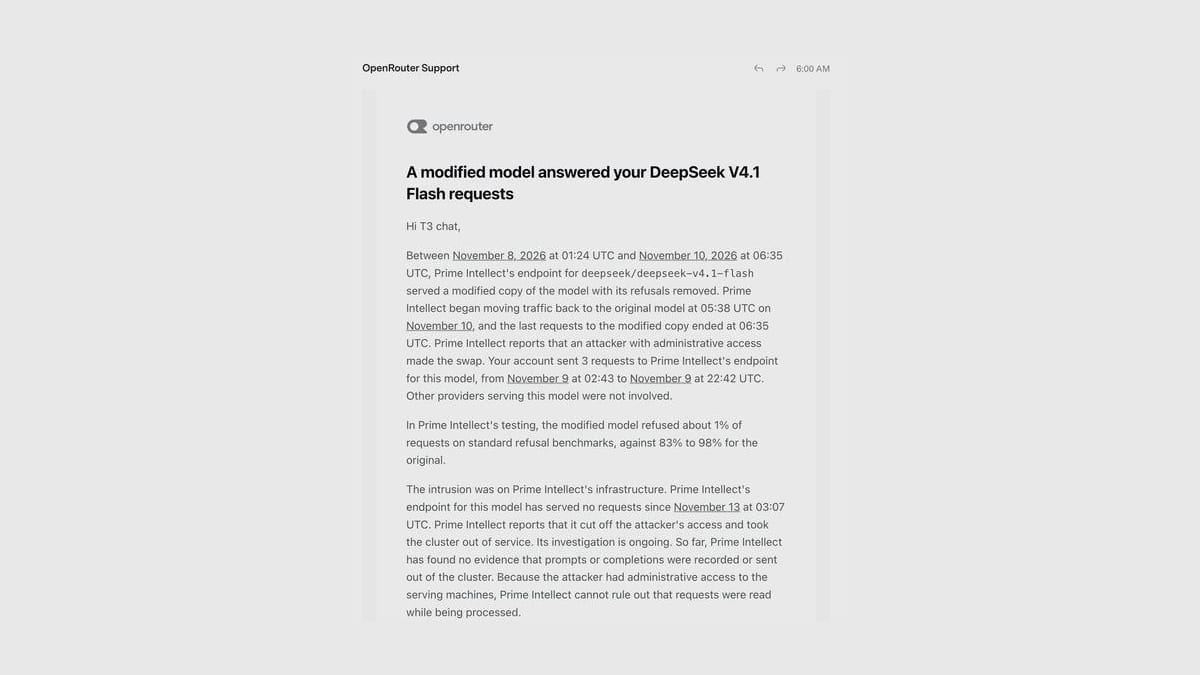 OpenRouter Support
6:00 AM
openrouter
A modified model answered your DeepSeek V4.1
Flash requests
Hi T3 chat,
Between November 8, 2026 at 01:24 UTC and November 10, 2026 at 06:35
UTC, Prime Intellect's endpoint for deepseek/deepseek-v4.1-flash
served a modified copy of the model with its refusals removed. Prime
Intellect began moving traffic back to the original model at 05:38 UTC on
November 10, and the last requests to the modified copy ended at 06:35
UTC. Prime Intellect reports that an attacker with administrative access
made the swap. Your account sent 3 requests to Prime Intellect's endpoint
for this model, from November 9 at 02:43 to November 9 at 22:42 UTC.
Other providers serving this model were not involved.
In Prime Intellect's testing, the modified model refused about 1% of
requests on standard refusal benchmarks, against 83% to 98% for the
original.
The intrusion was on Prime Intellect's infrastructure. Prime Intellect's
endpoint for this model has served no requests since November 13 at 03:07
UTC. Prime Intellect reports that it cut off the attacker's access and took
the cluster out of service. Its investigation is ongoing. So far, Prime Intellect
has found no evidence that prompts or completions were recorded or sent
out of the cluster. Because the attacker had administrative access to the
serving machines, Prime Intellect cannot rule out that requests were read
while being processed.